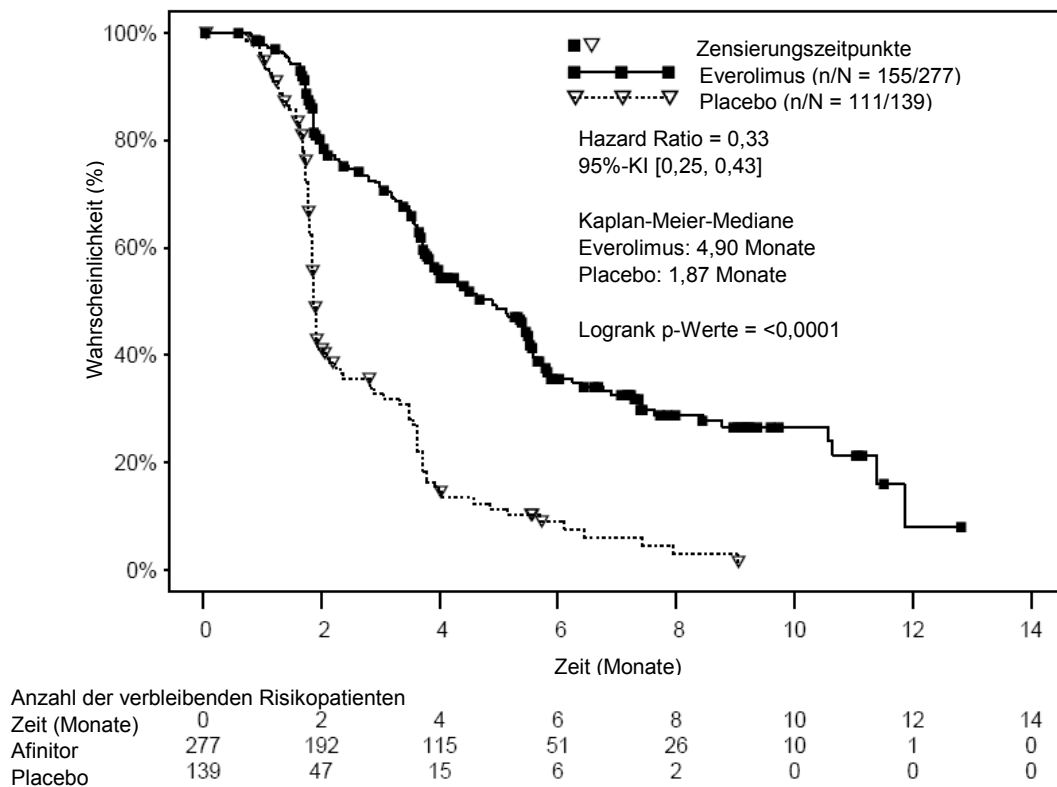 100%
80%
60%
40%
20%
0%
Wahrscheinlichkeit (%)
Zensierungszeitpunkte
Everolimus (n/N = 155/277)
Placebo (n/N = 111/139)
Hazard Ratio = 0,33
95%-KI [0,25, 0,43]
Kaplan-Meier-Mediane
Everolimus: 4,90 Monate
Placebo: 1,87 Monate
Logrank p-Werte = <0,0001
0 2 4 6 8 10 12 14
Zeit (Monate)
Anzahl der verbleibenden Risikopatienten
Zeit (Monate) 0 2 4 6 8 10 12 14
Afinitor 277 192 115 51 26 10 1 0
Placebo 139 47 15 6 2 0 0 0